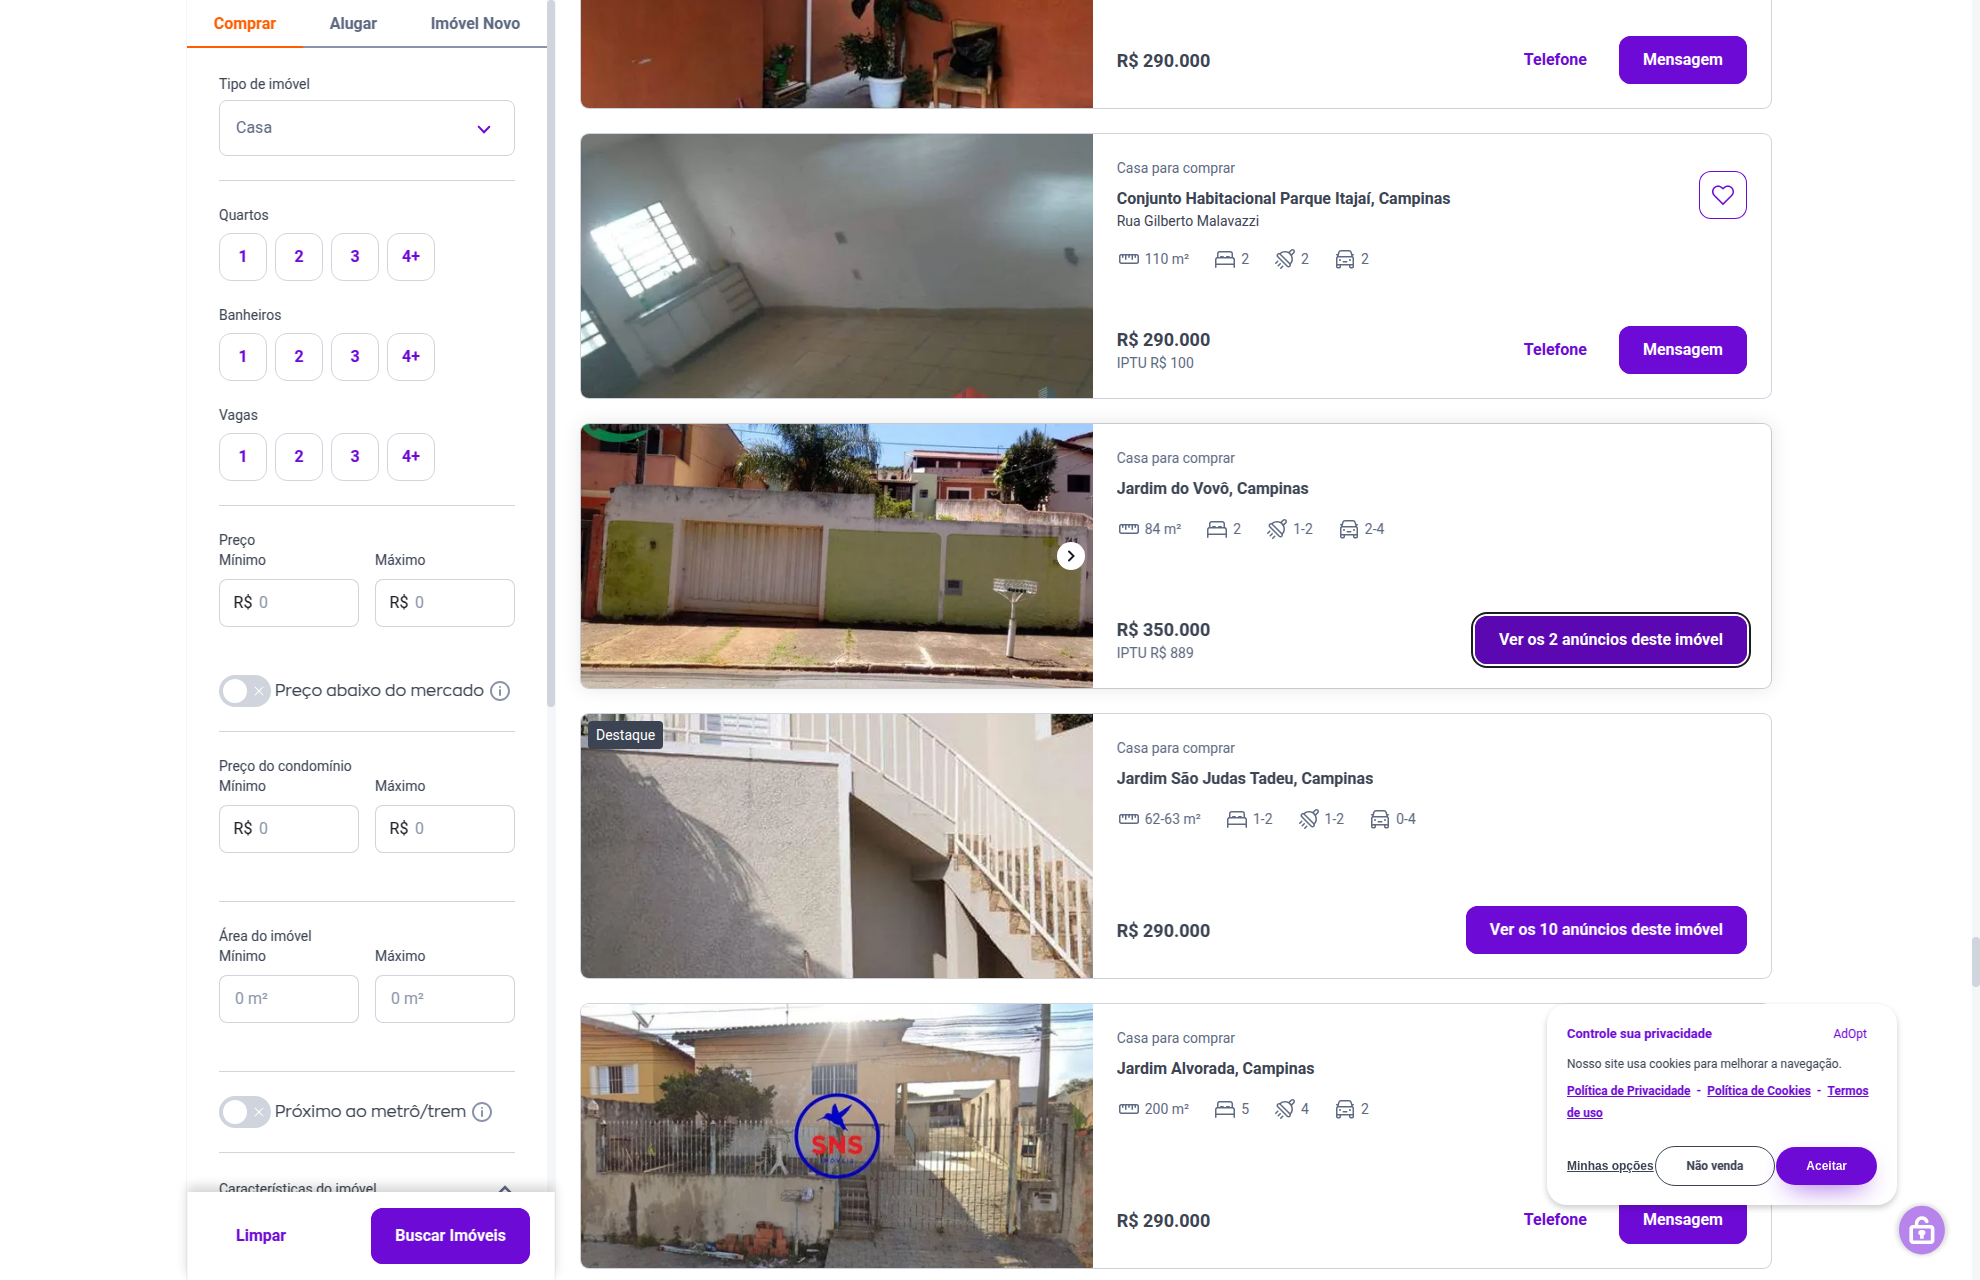 Comprar
Alugar
Imóvel Novo
Tipo de imóvel
Casa
Quartos
1
2
3
4+
Banheiros
1
2
3
4+
Vagas
1
2
3
4+
Preço
Mínimo
Máximo
R$ 0
R$ 0
Preço abaixo do mercado
Preço do condomínio
Mínimo
Máximo
R$ 0
R$ 0
Área do imóvel
Mínimo
Máximo
0 m²
0 m²
Próximo ao metrô/trem
Características do imóvel
Limpar
Buscar Imóveis
R$ 290.000
Telefone
Mensagem
Casa para comprar
Conjunto Habitacional Parque Itajaí, Campinas
Rua Gilberto Malavazzi
110 m²
2
2
2
R$ 290.000
IPTU R$ 100
Telefone
Mensagem
Casa para comprar
Jardim do Vovô, Campinas
84 m²
2
1-2
2-4
R$ 350.000
IPTU R$ 889
Ver os 2 anúncios deste imóvel
Destaque
Casa para comprar
Jardim São Judas Tadeu, Campinas
62-63 m²
1-2
1-2
0-4
R$ 290.000
Ver os 10 anúncios deste imóvel
SNS
Casa para comprar
Jardim Alvorada, Campinas
200 m²
5
4
2
R$ 290.000
Telefone
Mensagem
Controle sua privacidade
AdOpt
Nosso site usa cookies para melhorar a navegação.
Política de Privacidade - Política de Cookies - Termos
de uso
Minhas opções
Não venda
Aceitar